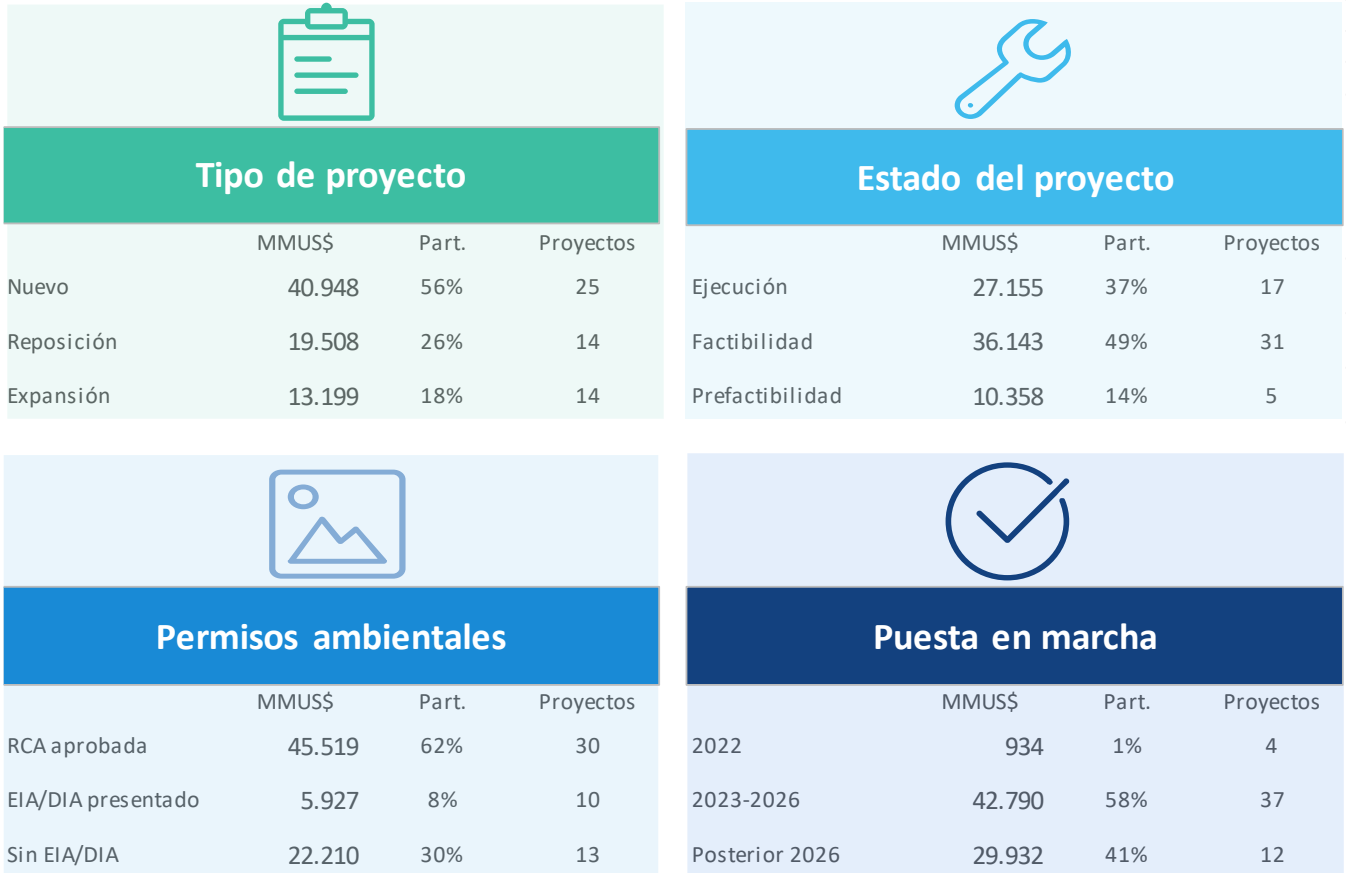 Tipo de proyecto
MMUS$ Part. Proyectos
Nuevo 40.948 56% 25
Reposición 19.508 26% 14
Expansión 13.199 18% 14
Estado del proyecto
MMUS$ Part. Proyectos
Ejecución 27.155 37% 17
Factibilidad 36.143 49% 31
Prefactibilidad 10.358 14% 5
Permisos ambientales
MMUS$ Part. Proyectos
RCA aprobada 45.519 62% 30
EIA/DIA presentado 5.927 8% 10
Sin EIA/DIA 22.210 30% 13
Puesta en marcha
MMUS$ Part. Proyectos
2022 934 1% 4
2023-2026 42.790 58% 37
Posterior 2026 29.932 41% 12